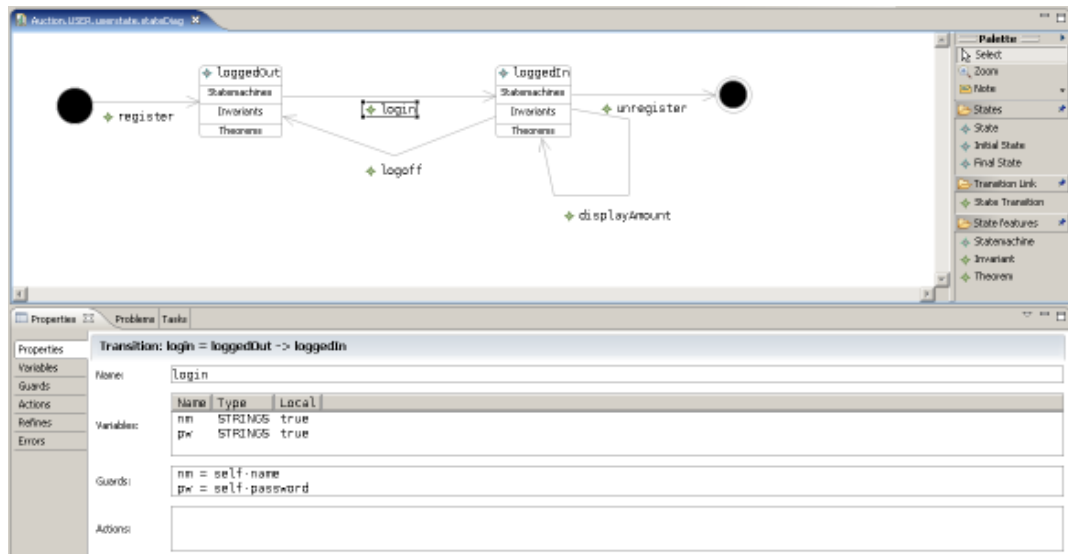 Auction.USER.userstate.stateDiag
Palette
Select
Zoom
Note
States
State
Initial State
Final State
Transition Link
State Transition
State features
Statemachine
Invariant
Theorem
loggedOut
Statemachines
Invariants
Theorems
loggedIn
Statemachines
Invariants
Theorems
register
login
unregister
logoff
displayAmount
Properties Problems Tasks
Properties
Variables
Guards
Actions
Refines
Errors
Transition: login = loggedOut -> loggedIn
Name: login
Variables:
Name Type Local
nm STRINGS true
pw STRINGS true
Guards:
nm = self·name
pw = self·password
Actions: